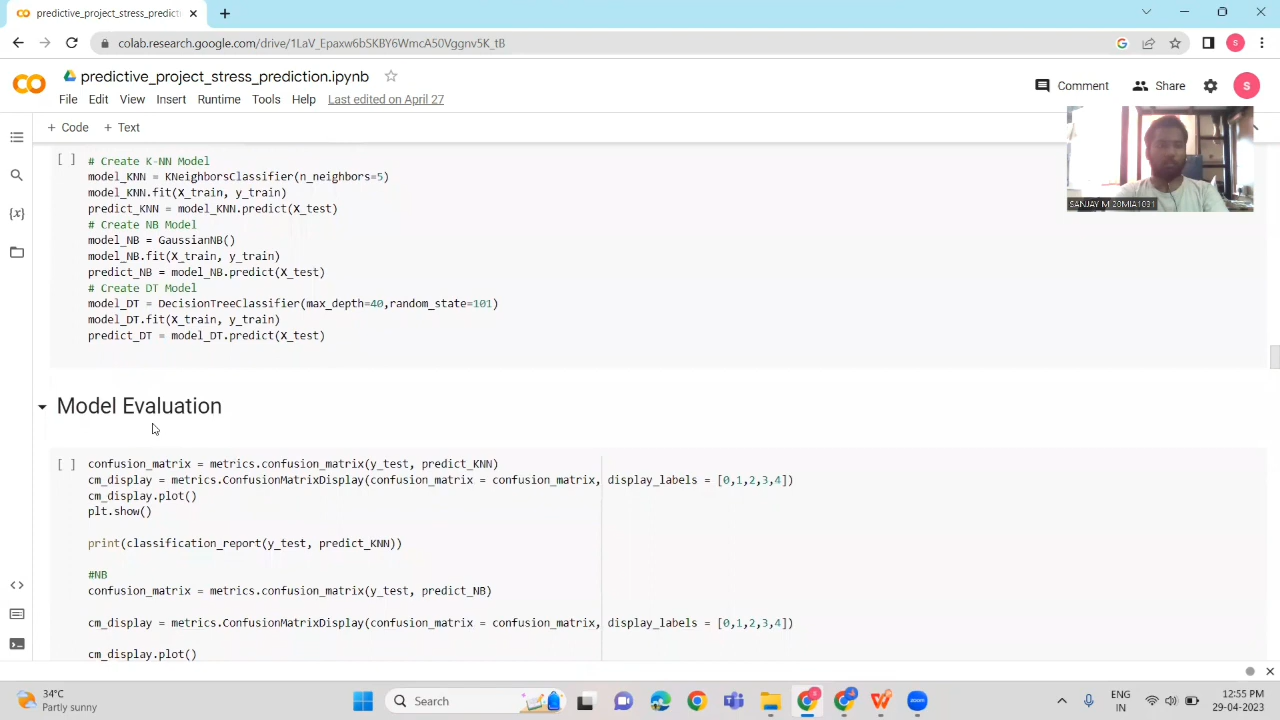 predictive_project_stress_predicti
colab.research.google.com/drive/1LaV_Epaxw6bSKBY6WmcA50Vggnv5K_tB
predictive_project_stress_prediction.ipynb
File Edit View Insert Runtime Tools Help Last edited on April 27
Comment Share S
+ Code + Text
[ ] # Create K-NN Model
model_KNN = KNeighborsClassifier(n_neighbors=5)
model_KNN.fit(X_train, y_train)
predict_KNN = model_KNN.predict(X_test)
# Create NB Model
model_NB = GaussianNB()
model_NB.fit(X_train, y_train)
predict_NB = model_NB.predict(X_test)
# Create DT Model
model_DT = DecisionTreeClassifier(max_depth=40,random_state=101)
model_DT.fit(X_train, y_train)
predict_DT = model_DT.predict(X_test)
SANJAY M 20MIA1031
Model Evaluation
[ ] confusion_matrix = metrics.confusion_matrix(y_test, predict_KNN)
cm_display = metrics.ConfusionMatrixDisplay(confusion_matrix = confusion_matrix, display_labels = [0,1,2,3,4])
cm_display.plot()
plt.show()
print(classification_report(y_test, predict_KNN))
#NB
confusion_matrix = metrics.confusion_matrix(y_test, predict_NB)
cm_display = metrics.ConfusionMatrixDisplay(confusion_matrix = confusion_matrix, display_labels = [0,1,2,3,4])
cm_display.plot()
34°C
Partly sunny
Search
zoom
ENG
IN
12:55 PM
29-04-2023